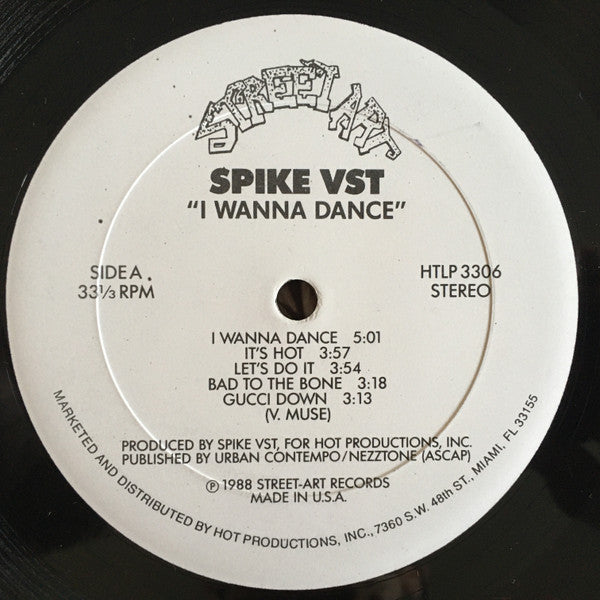 STREET ART
SPIKE VST
"I WANNA DANCE"
SIDE A.
33⅓ RPM
HTLP 3306
STEREO
I WANNA DANCE 5:01
IT'S HOT 3:57
LET'S DO IT 3:54
BAD TO THE BONE 3:18
GUCCI DOWN 3:13
(V. MUSE)
PRODUCED BY SPIKE VST, FOR HOT PRODUCTIONS, INC.
PUBLISHED BY URBAN CONTEMPO/NEZZTONE (ASCAP)
℗ 1988 STREET-ART RECORDS
MADE IN U.S.A.
MARKETED AND DISTRIBUTED BY HOT PRODUCTIONS, INC., 7360 S.W. 48th ST., MIAMI, FL 33155